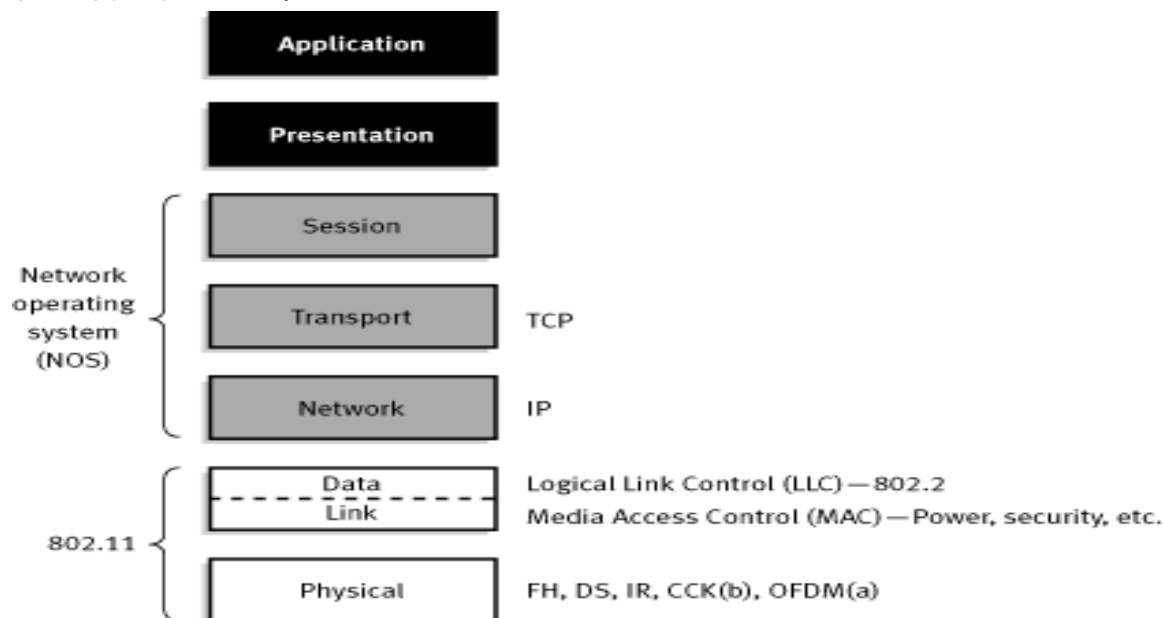 Application
Presentation
Session
Network
operating
system
(NOS)
Transport
TCP
Network
IP
Data
Link
Logical Link Control (LLC)—802.2
Media Access Control (MAC)—Power, security, etc.
802.11
Physical
FH, DS, IR, CCK(b), OFDM(a)